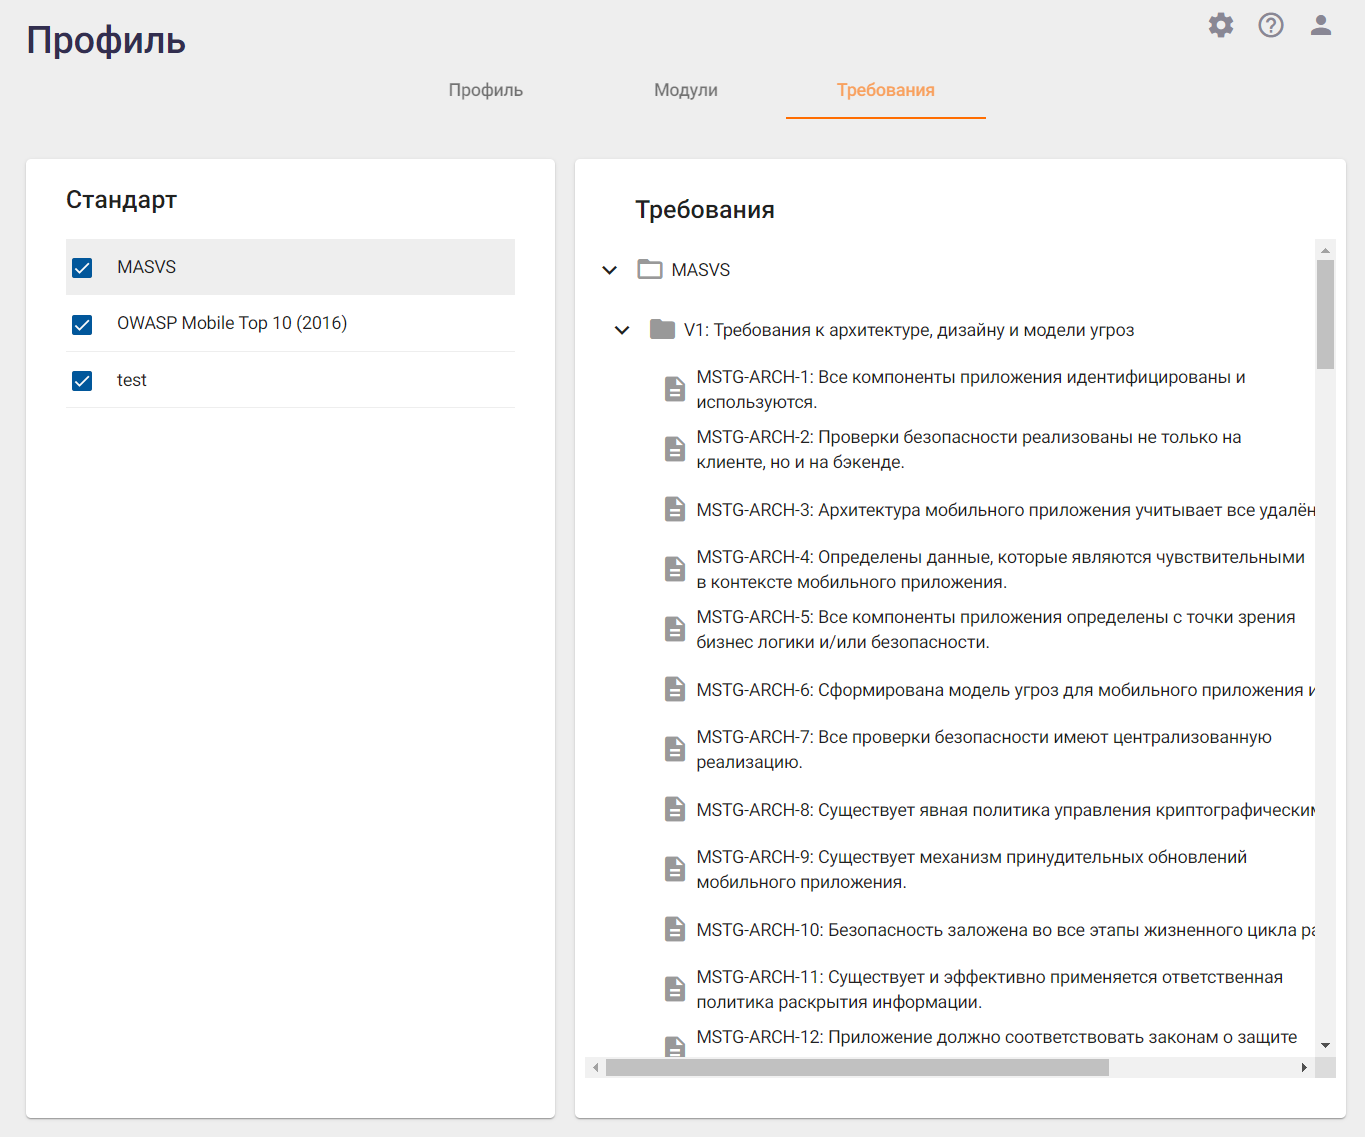 Профиль
Профиль
Модули
Требования
Стандарт
MASVS
OWASP Mobile Top 10 (2016)
test
Требования
MASVS
V1: Требования к архитектуре, дизайну и модели угроз
MSTG-ARCH-1: Все компоненты приложения идентифицированы и
используются.
MSTG-ARCH-2: Проверки безопасности реализованы не только на
клиенте, но и на бэкенде.
MSTG-ARCH-3: Архитектура мобильного приложения учитывает все удалён
MSTG-ARCH-4: Определены данные, которые являются чувствительными
в контексте мобильного приложения.
MSTG-ARCH-5: Все компоненты приложения определены с точки зрения
бизнес логики и/или безопасности.
MSTG-ARCH-6: Сформирована модель угроз для мобильного приложения и
MSTG-ARCH-7: Все проверки безопасности имеют централизованную
реализацию.
MSTG-ARCH-8: Существует явная политика управления криптографическим
MSTG-ARCH-9: Существует механизм принудительных обновлений
мобильного приложения.
MSTG-ARCH-10: Безопасность заложена во все этапы жизненного цикла ра
MSTG-ARCH-11: Существует и эффективно применяется ответственная
политика раскрытия информации.
MSTG-ARCH-12: Приложение должно соответствовать законам о защите